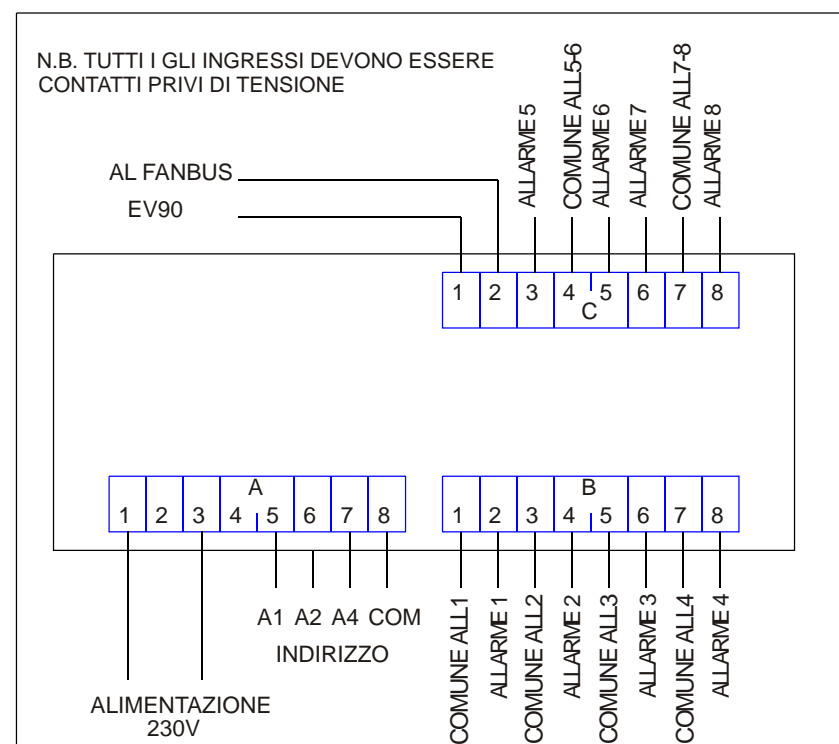 N.B. TUTTI I GLI INGRESSI DEVONO ESSERE
CONTATTI PRIVI DI TENSIONE
AL FANBUS
EV90
ALLARME 5
COMUNE ALL5-6
ALLARME 6
ALLARME 7
COMUNE ALL7-8
ALLARME 8
1 2 3 4 5 6 7 8
C
A
1 2 3 4 5 6 7 8
B
1 2 3 4 5 6 7 8
A1 A2 A4 COM
INDIRIZZO
ALIMENTAZIONE
230V
COMUNE ALL1
ALLARME 1
COMUNE ALL2
ALLARME 2
COMUNE ALL3
ALLARME 3
COMUNE ALL4
ALLARME 4